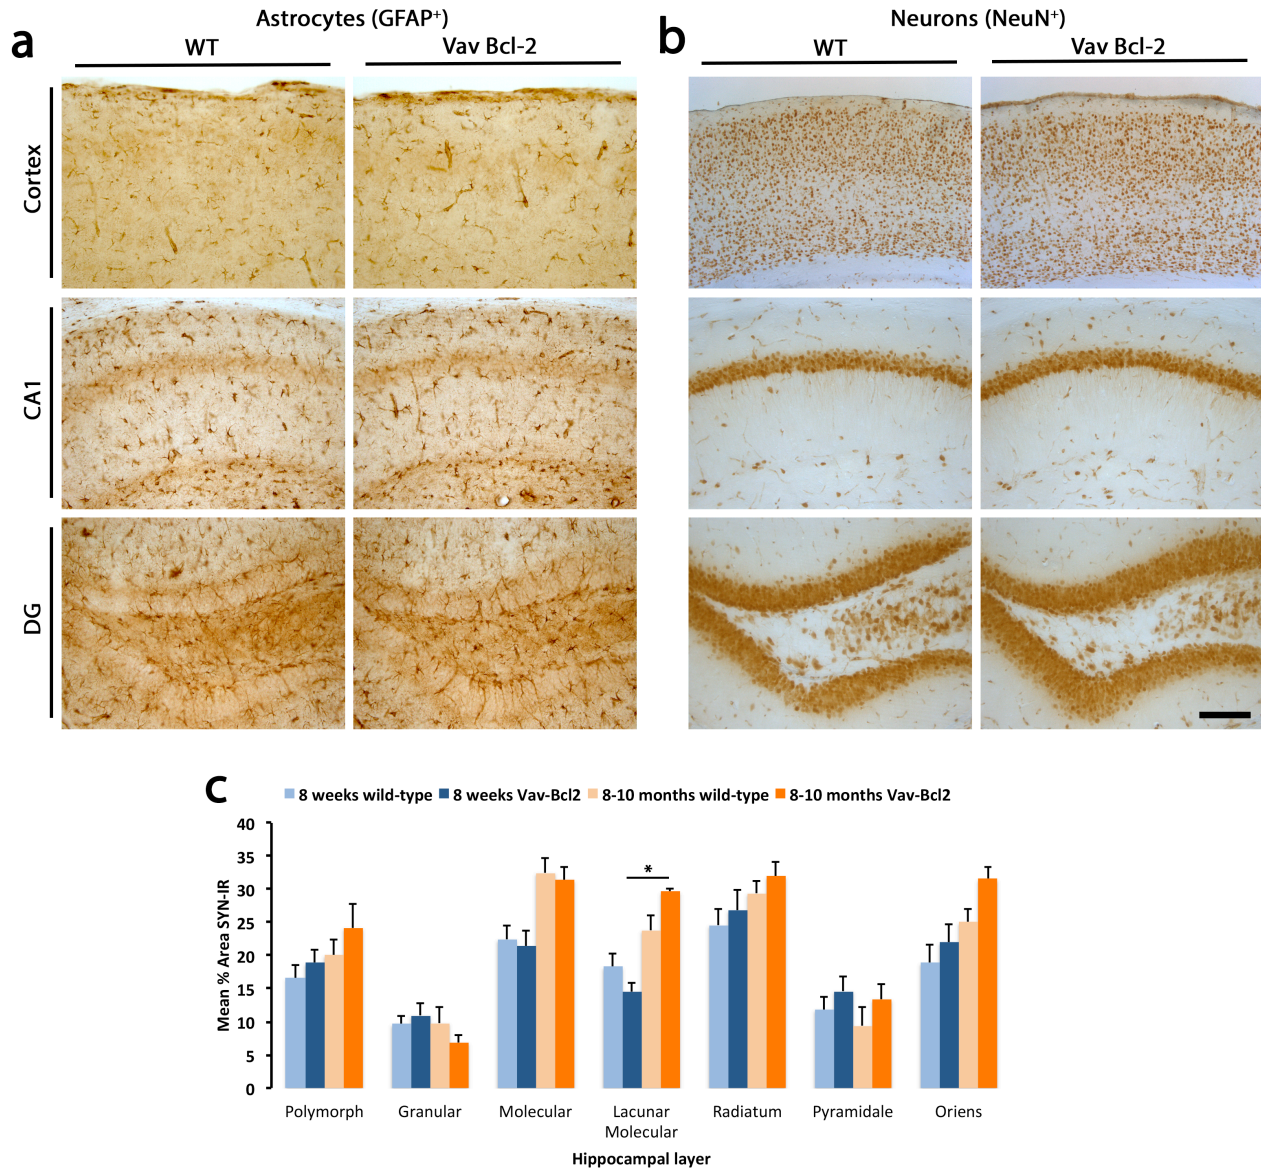 a
Astrocytes (GFAP⁺)
WT
Vav Bcl-2
Cortex
CA1
DG
b
Neurons (NeuN⁺)
WT
Vav Bcl-2
c
8 weeks wild-type
8 weeks Vav-Bcl2
8-10 months wild-type
8-10 months Vav-Bcl2
Mean % Area SYN-IR
40
35
30
25
20
15
10
5
0
*
Polymorph
Granular
Molecular
Lacunar
Molecular
Radiatum
Pyramidale
Oriens
Hippocampal layer